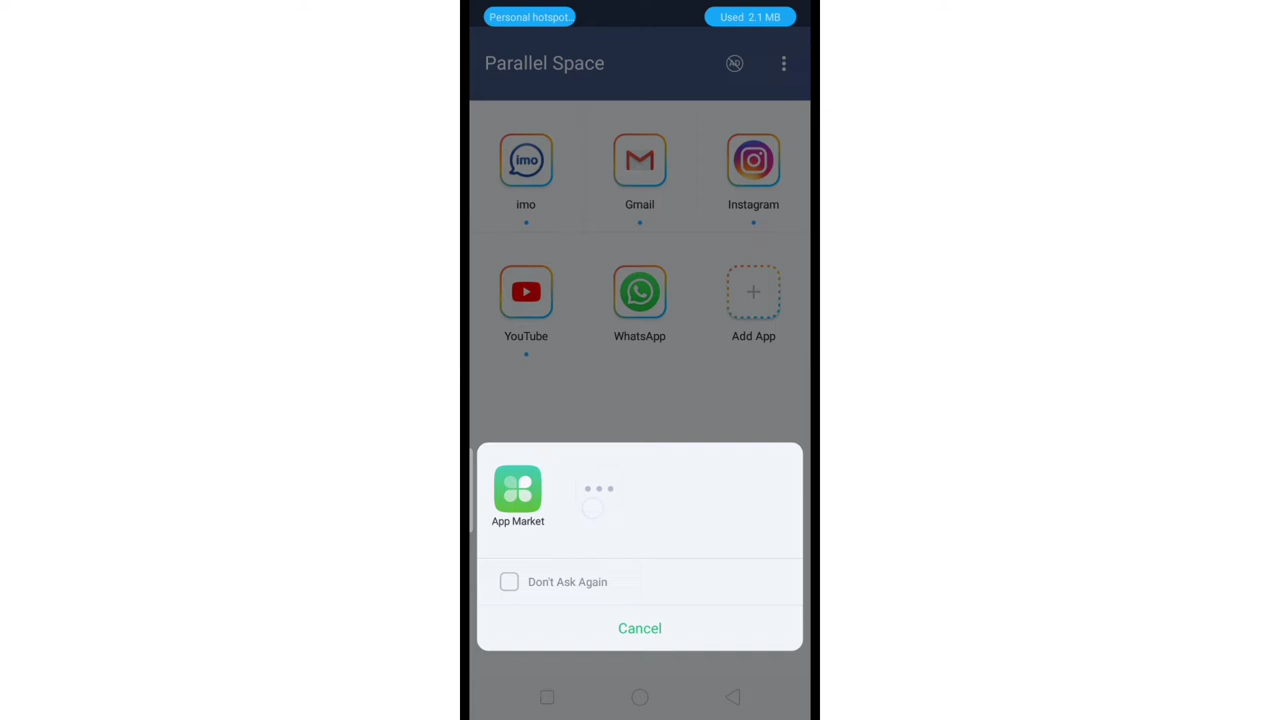 Personal hotspot... Used 2.1 MB
Parallel Space AD
imo
imo Gmail Instagram
YouTube WhatsApp Add App
App Market
Don't Ask Again
Cancel